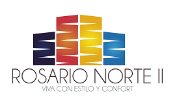 ROSARIO NORTE II
VIVA CON ESTILO Y CONFORT